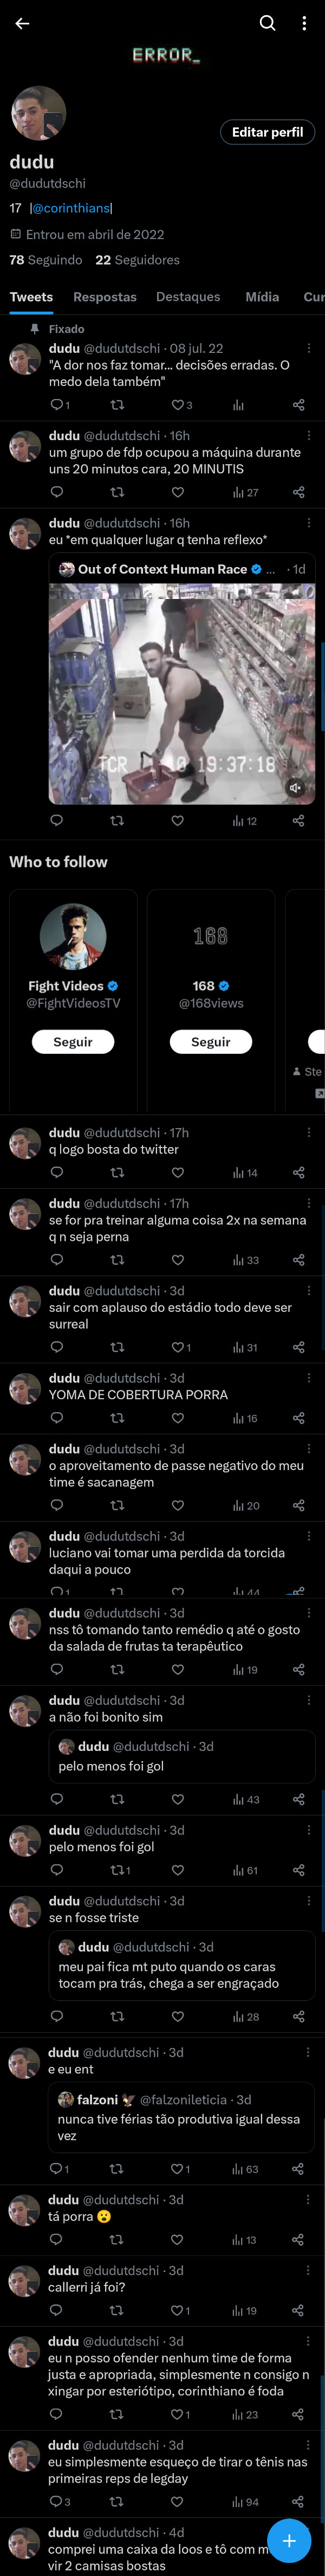 ERROR_
Editar perfil
dudu
@dudutdschi
17 |@corinthians|
Entrou em abril de 2022
78 Seguindo 22 Seguidores
Tweets Respostas Destaques Mídia Cur
Fixado
dudu @dudutdschi · 08 jul. 22
"A dor nos faz tomar... decisões erradas. O
medo dela também"
1 3
dudu @dudutdschi · 16h
um grupo de fdp ocupou a máquina durante
uns 20 minutos cara, 20 MINUTIS
27
dudu @dudutdschi · 16h
eu *em qualquer lugar q tenha reflexo*
Out of Context Human Race ... · 1d
TCR 0 19:37:18
12
Who to follow
Fight Videos
@FightVideosTV
Seguir
168
168
@168views
Seguir
Ste
dudu @dudutdschi · 17h
q logo bosta do twitter
14
dudu @dudutdschi · 17h
se for pra treinar alguma coisa 2x na semana
q n seja perna
33
dudu @dudutdschi · 3d
sair com aplauso do estádio todo deve ser
surreal
1 31
dudu @dudutdschi · 3d
YOMA DE COBERTURA PORRA
16
dudu @dudutdschi · 3d
o aproveitamento de passe negativo do meu
time é sacanagem
20
dudu @dudutdschi · 3d
luciano vai tomar uma perdida da torcida
daqui a pouco
1 44
dudu @dudutdschi · 3d
nss tô tomando tanto remédio q até o gosto
da salada de frutas ta terapêutico
19
dudu @dudutdschi · 3d
a não foi bonito sim
dudu @dudutdschi · 3d
pelo menos foi gol
43
dudu @dudutdschi · 3d
pelo menos foi gol
1 61
dudu @dudutdschi · 3d
se n fosse triste
dudu @dudutdschi · 3d
meu pai fica mt puto quando os caras
tocam pra trás, chega a ser engraçado
28
dudu @dudutdschi · 3d
e eu ent
falzoni 🦅 @falzonileticia · 3d
nunca tive férias tão produtiva igual dessa
vez
1 1 63
dudu @dudutdschi · 3d
tá porra 😮
13
dudu @dudutdschi · 3d
callerri já foi?
1 19
dudu @dudutdschi · 3d
eu n posso ofender nenhum time de forma
justa e apropriada, simplesmente n consigo n
xingar por esteriótipo, corinthiano é foda
1 23
dudu @dudutdschi · 3d
eu simplesmente esqueço de tirar o tênis nas
primeiras reps de legday
3 94
dudu @dudutdschi · 4d
comprei uma caixa da loos e tô com m
vir 2 camisas bostas